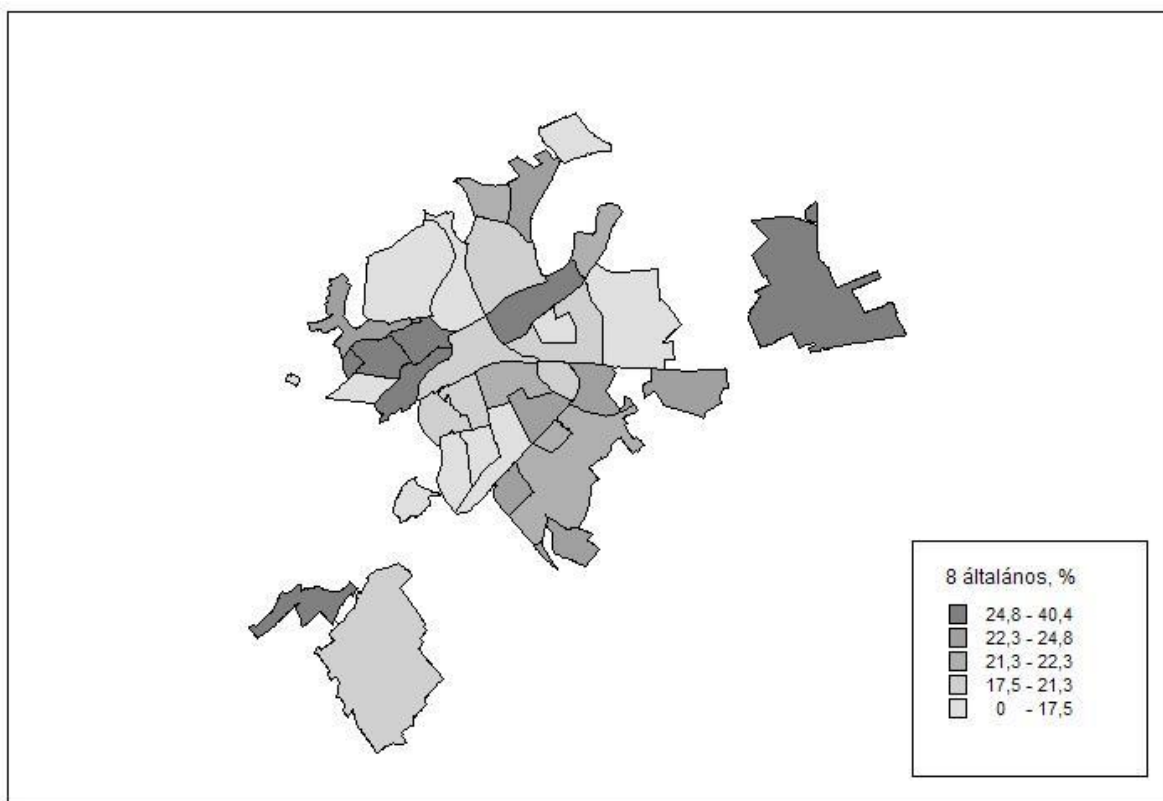 8 általános, %
24,8 - 40,4
22,3 - 24,8
21,3 - 22,3
17,5 - 21,3
0 - 17,5